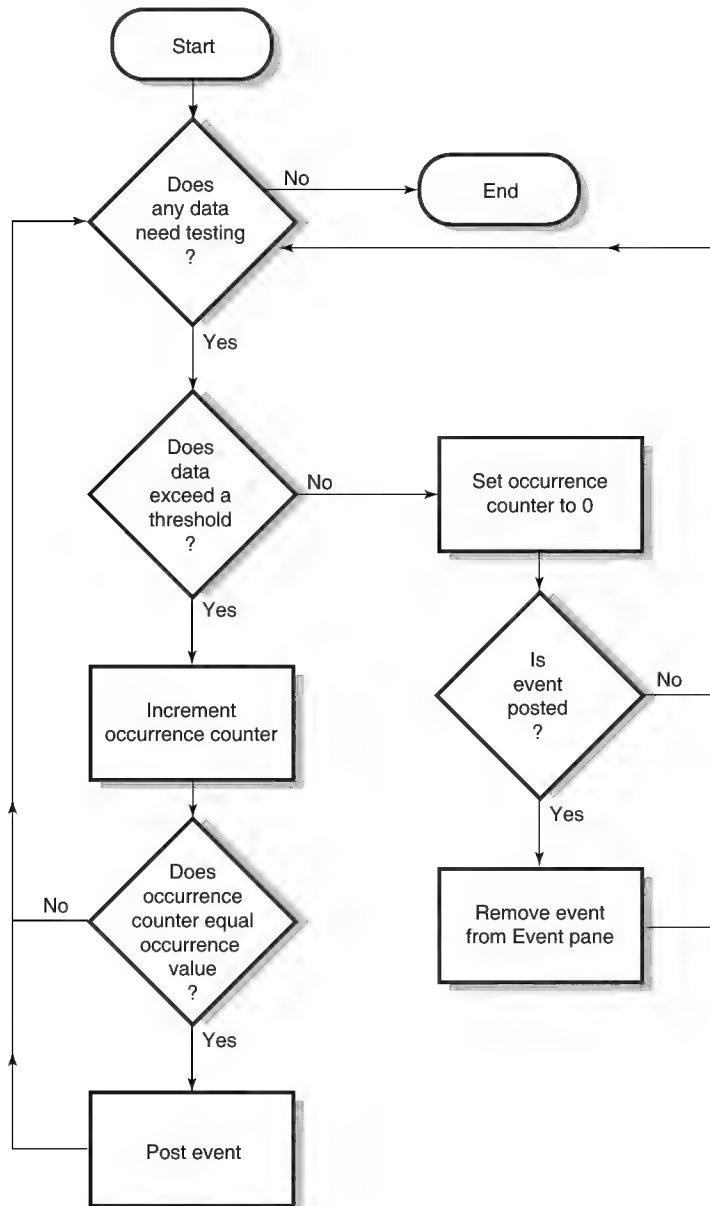 Start
Does
any data
need testing
?
No
End
Yes
Does
data
exceed a
threshold
?
No
Set occurrence
counter to 0
Yes
Is
event
posted
?
No
Increment
occurrence counter
Yes
Does
occurrence
counter equal
occurrence
value
?
No
Remove event
from Event pane
Yes
Post event